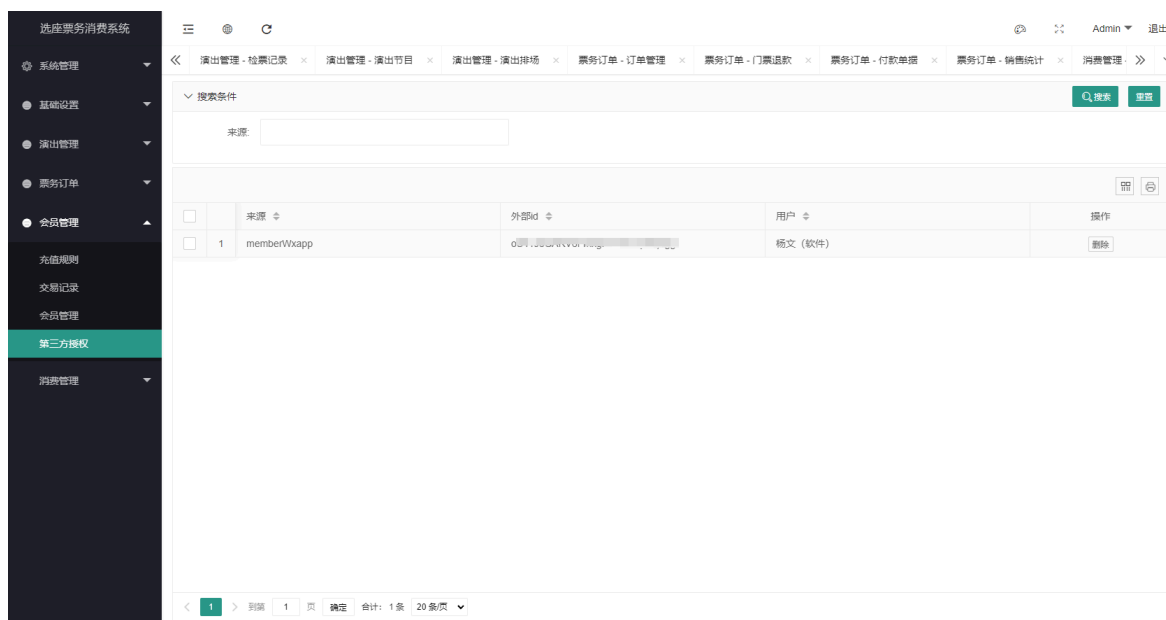 选座票务消费系统
Admin
退出
系统管理
基础设置
演出管理
票务订单
会员管理
充值规则
交易记录
会员管理
第三方授权
消费管理
演出管理 - 检票记录
演出管理 - 演出节目
演出管理 - 演出排场
票务订单 - 订单管理
票务订单 - 门票退款
票务订单 - 付款单据
票务订单 - 销售统计
消费管理 -
搜索条件
搜索
重置
来源:
来源 外部id 用户 操作
1 memberWxapp 杨文（软件） 删除
1 到第 1 页 确定 合计：1 条 20 条/页